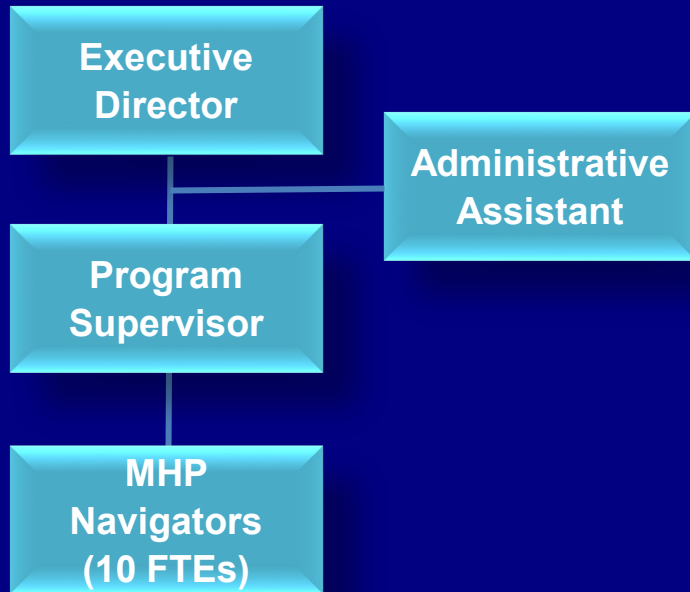 Executive
Director
Administrative
Assistant
Program
Supervisor
MHP
Navigators
(10 FTEs)